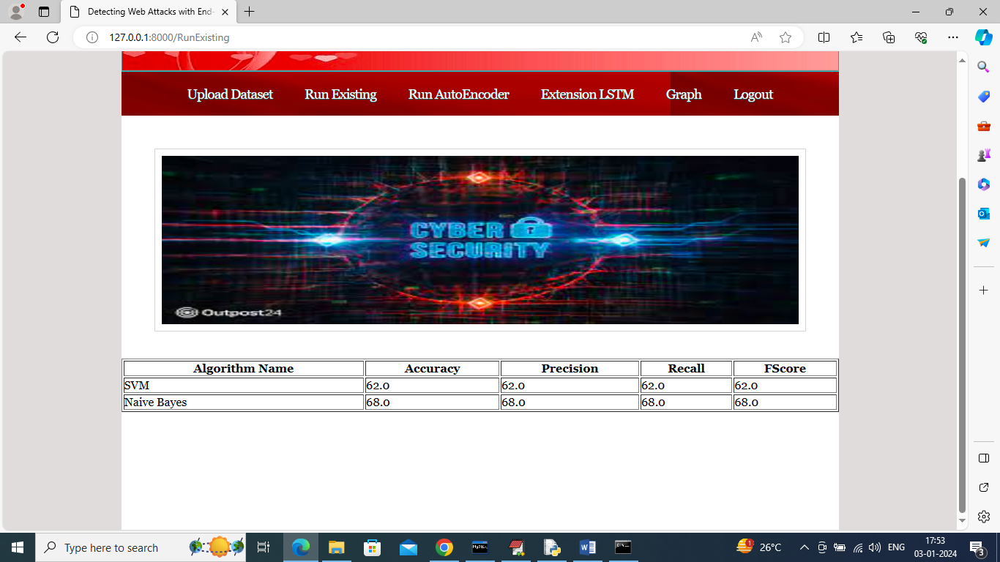 Detecting Web Attacks with End-
127.0.0.1:8000/RunExisting
Upload Dataset Run Existing Run AutoEncoder Extension LSTM Graph Logout
CYBER
SECURITY
Outpost24
Algorithm Name Accuracy Precision Recall FScore
SVM 62.0 62.0 62.0 62.0
Naive Bayes 68.0 68.0 68.0 68.0
Type here to search
1
26°C
ENG
17:53
03-01-2024
3